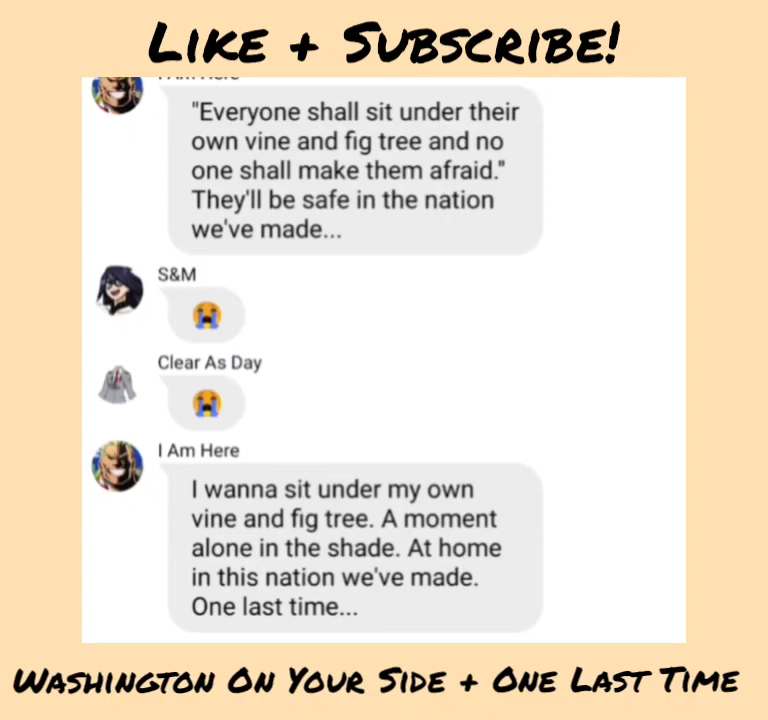 LIKE + SUBSCRIBE!
I Am Here
"Everyone shall sit under their
own vine and fig tree and no
one shall make them afraid."
They'll be safe in the nation
we've made...
S&M
😭
Clear As Day
😭
I Am Here
I wanna sit under my own
vine and fig tree. A moment
alone in the shade. At home
in this nation we've made.
One last time...
WASHINGTON ON YOUR SIDE + ONE LAST TIME